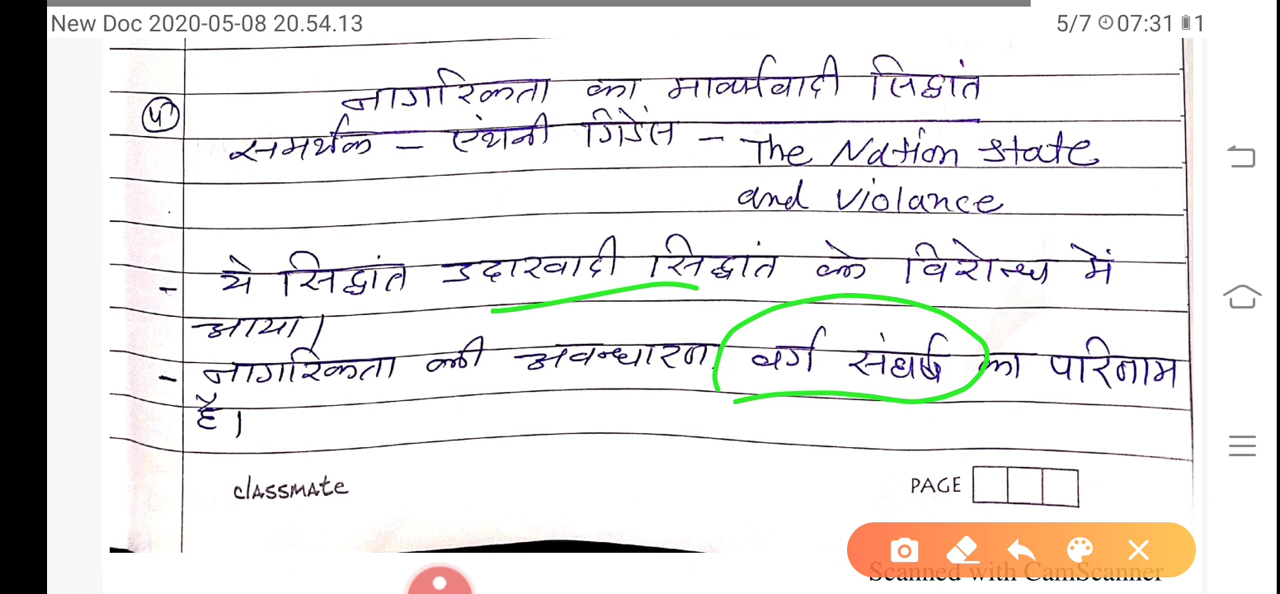 New Doc 2020-05-08 20.54.13
5/7 07:31 1
नागरिकता का मार्क्सवादी सिद्धांत
4
समर्थक – एंथनी गिडेंस – The Nation State
and Violance
- ये सिद्धांत उदारवादी सिद्धांत के विरोध में
आया।
- नागरिकता की अवधारणा वर्ग संघर्ष का परिणाम
है।
classmate
PAGE
Scanned with CamScanner